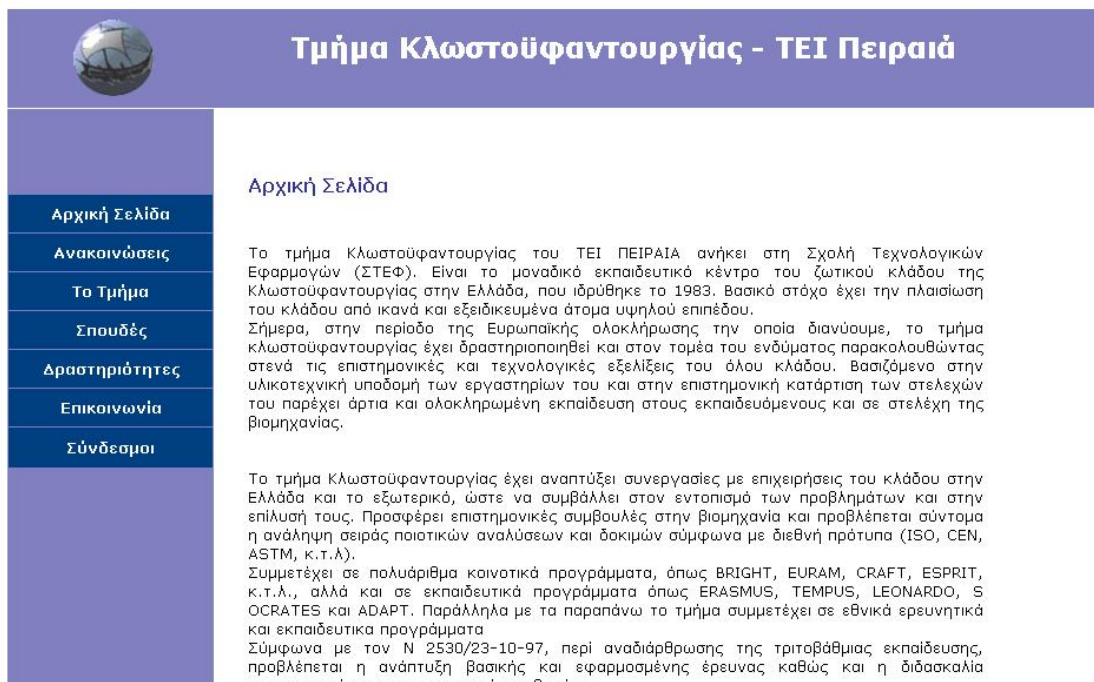 Τμήμα Κλωστοϋφαντουργίας - ΤΕΙ Πειραιά
Αρχική Σελίδα
Ανακοινώσεις
Το Τμήμα
Σπουδές
Δραστηριότητες
Επικοινωνία
Σύνδεσμοι
Αρχική Σελίδα
Το τμήμα Κλωστοϋφαντουργίας του ΤΕΙ ΠΕΙΡΑΙΑ ανήκει στη Σχολή Τεχνολογικών
Εφαρμογών (ΣΤΕΦ). Είναι το μοναδικό εκπαιδευτικό κέντρο του ζωτικού κλάδου της
Κλωστοϋφαντουργίας στην Ελλάδα, που ιδρύθηκε το 1983. Βασικό στόχο έχει την πλαισίωση
του κλάδου από ικανά και εξειδικευμένα άτομα υψηλού επιπέδου.
Σήμερα, στην περίοδο της Ευρωπαϊκής ολοκλήρωσης την οποία διανύουμε, το τμήμα
κλωστοϋφαντουργίας έχει δραστηριοποιηθεί και στον τομέα του ενδύματος παρακολουθώντας
στενά τις επιστημονικές και τεχνολογικές εξελίξεις του όλου κλάδου. Βασιζόμενο στην
υλικοτεχνική υποδομή των εργαστηρίων του και στην επιστημονική κατάρτιση των στελεχών
του παρέχει άρτια και ολοκληρωμένη εκπαίδευση στους εκπαιδευόμενους και σε στελέχη της
βιομηχανίας.
Το τμήμα Κλωστοϋφαντουργίας έχει αναπτύξει συνεργασίες με επιχειρήσεις του κλάδου στην
Ελλάδα και το εξωτερικό, ώστε να συμβάλλει στον εντοπισμό των προβλημάτων και στην
επίλυσή τους. Προσφέρει επιστημονικές συμβουλές στην βιομηχανία και προβλέπεται σύντομα
η ανάληψη σειράς ποιοτικών αναλύσεων και δοκιμών σύμφωνα με διεθνή πρότυπα (ISO, CEN,
ASTM, κ.τ.λ).
Συμμετέχει σε πολυάριθμα κοινοτικά προγράμματα, όπως BRIGHT, EURAM, CRAFT, ESPRIT,
κ.τ.λ., αλλά και σε εκπαιδευτικά προγράμματα όπως ERASMUS, TEMPUS, LEONARDO, S
OCRATES και ADAPT. Παράλληλα με τα παραπάνω το τμήμα συμμετέχει σε εθνικά ερευνητικά
και εκπαιδευτικα προγράμματα
Σύμφωνα με τον Ν 2530/23-10-97, περί αναδιάρθρωσης της τριτοβάθμιας εκπαίδευσης,
προβλέπεται η ανάπτυξη βασικής και εφαρμοσμένης έρευνας καθώς και η διδασκαλία